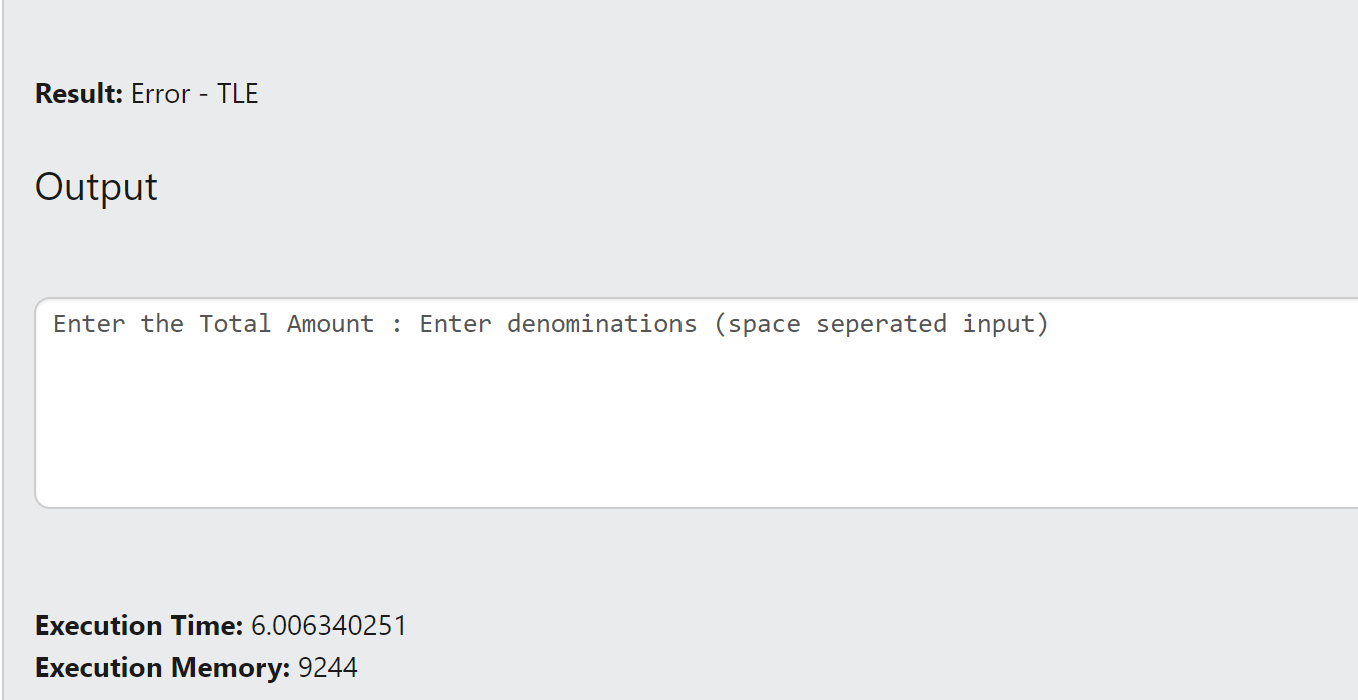 Result: Error - TLE
Output
Enter the Total Amount : Enter denominations (space seperated input)
Execution Time: 6.006340251
Execution Memory: 9244